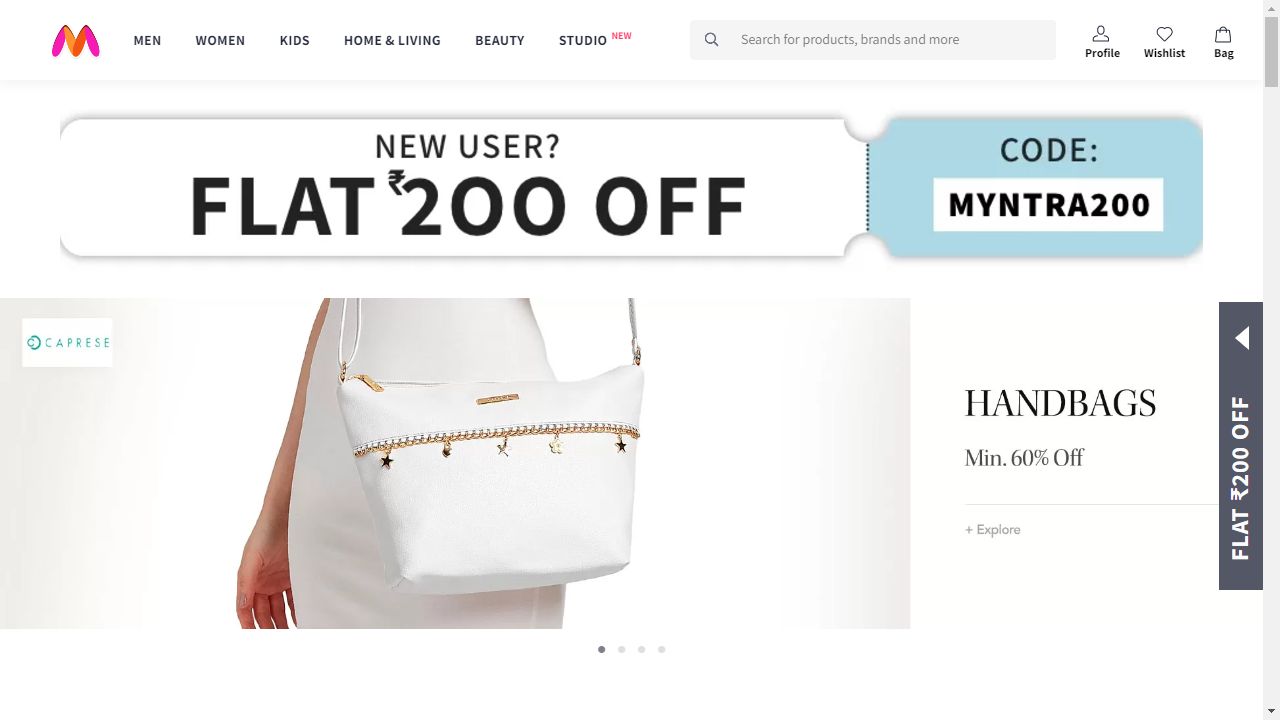 MEN WOMEN KIDS HOME & LIVING BEAUTY STUDIO NEW
Search for products, brands and more
Profile Wishlist Bag
NEW USER?
FLAT ₹200 OFF
CODE:
MYNTRA200
CAPRESE
HANDBAGS
Min. 60% Off
+ Explore
FLAT ₹200 OFF